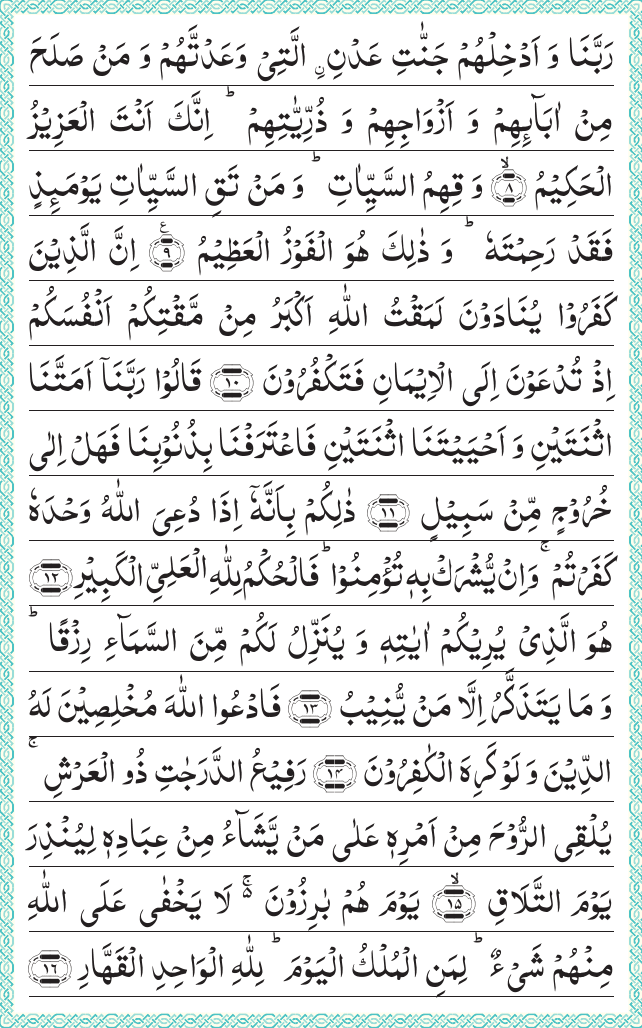 رَبَّنَا وَ اَدۡخِلۡهُمۡ جَنّٰتِ عَدۡنِ ۣ الَّتِیۡ وَعَدۡتَّهُمۡ وَ مَنۡ صَلَحَ
مِنۡ اٰبَآئِهِمۡ وَ اَزۡوَاجِهِمۡ وَ ذُرِّیّٰتِهِمۡ ؕ اِنَّكَ اَنۡتَ الۡعَزِیۡزُ
الۡحَكِیۡمُ ۙ﴿۸﴾ وَ قِهِمُ السَّیِّاٰتِ ؕ وَ مَنۡ تَقِ السَّیِّاٰتِ یَوۡمَئِذٍ
فَقَدۡ رَحِمۡتَهٗ ؕ وَ ذٰلِكَ هُوَ الۡفَوۡزُ الۡعَظِیۡمُ ﴿۹﴾ؑ اِنَّ الَّذِیۡنَ
كَفَرُوۡا یُنَادَوۡنَ لَمَقۡتُ اللّٰهِ اَكۡبَرُ مِنۡ مَّقۡتِكُمۡ اَنۡفُسَكُمۡ
اِذۡ تُدۡعَوۡنَ اِلَی الۡاِیۡمَانِ فَتَكۡفُرُوۡنَ ﴿۱۰﴾ قَالُوۡا رَبَّنَاۤ اَمَتَّنَا
اثۡنَتَیۡنِ وَ اَحۡیَیۡتَنَا اثۡنَتَیۡنِ فَاعۡتَرَفۡنَا بِذُنُوۡبِنَا فَهَلۡ اِلٰی
خُرُوۡجٍ مِّنۡ سَبِیۡلٍ ﴿۱۱﴾ ذٰلِكُمۡ بِاَنَّهٗۤ اِذَا دُعِیَ اللّٰهُ وَحۡدَهٗ
كَفَرۡتُمۡ ۚ وَ اِنۡ یُّشۡرَكۡ بِهٖ تُؤۡمِنُوۡا ؕ فَالۡحُكۡمُ لِلّٰهِ الۡعَلِیِّ الۡكَبِیۡرِ ﴿۱۲﴾
هُوَ الَّذِیۡ یُرِیۡكُمۡ اٰیٰتِهٖ وَ یُنَزِّلُ لَكُمۡ مِّنَ السَّمَآءِ رِزۡقًا ؕ
وَ مَا یَتَذَكَّرُ اِلَّا مَنۡ یُّنِیۡبُ ﴿۱۳﴾ فَادۡعُوا اللّٰهَ مُخۡلِصِیۡنَ لَهُ
الدِّیۡنَ وَ لَوۡ كَرِهَ الۡكٰفِرُوۡنَ ﴿۱۴﴾ رَفِیۡعُ الدَّرَجٰتِ ذُو الۡعَرۡشِ ۚ
یُلۡقِی الرُّوۡحَ مِنۡ اَمۡرِهٖ عَلٰی مَنۡ یَّشَآءُ مِنۡ عِبَادِهٖ لِیُنۡذِرَ
یَوۡمَ التَّلَاقِ ﴿ۙ۱۵﴾ یَوۡمَ هُمۡ بٰرِزُوۡنَ ۬ۚ لَا یَخۡفٰی عَلَی اللّٰهِ
مِنۡهُمۡ شَیۡءٌ ؕ لِمَنِ الۡمُلۡكُ الۡیَوۡمَ ؕ لِلّٰهِ الۡوَاحِدِ الۡقَهَّارِ ﴿۱۶﴾